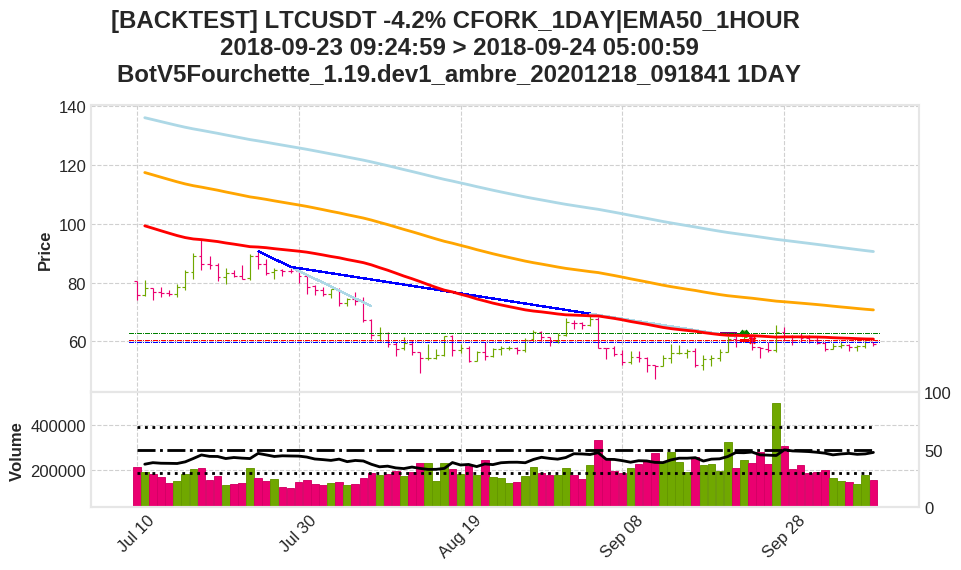 [BACKTEST] LTCUSDT -4.2% CFORK_1DAY|EMA50_1HOUR
2018-09-23 09:24:59 > 2018-09-24 05:00:59
BotV5Fourchette_1.19.dev1_ambre_20201218_091841 1DAY
140
120
100
80
60
Price
100
50
0
400000
200000
Volume
Jul 10
Jul 30
Aug 19
Sep 08
Sep 28